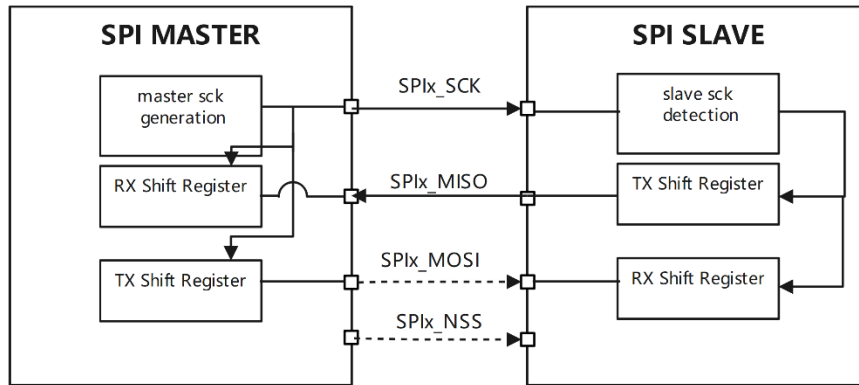 SPI MASTER
SPI SLAVE
master sck
generation
SPIx_SCK
slave sck
detection
RX Shift Register
SPIx_MISO
TX Shift Register
TX Shift Register
SPIx_MOSI
RX Shift Register
SPIx_NSS